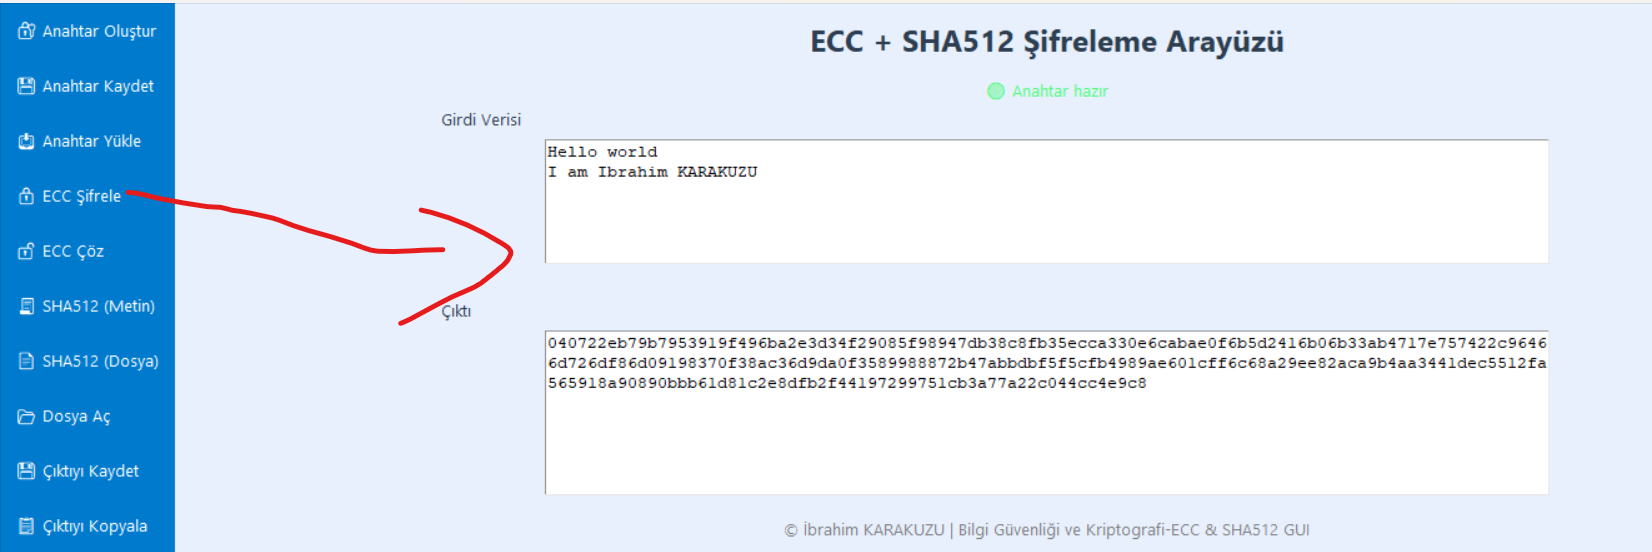 Anahtar Oluştur
Anahtar Kaydet
Anahtar Yükle
ECC Şifrele
ECC Çöz
SHA512 (Metin)
SHA512 (Dosya)
Dosya Aç
Çıktıyı Kaydet
Çıktıyı Kopyala
ECC + SHA512 Şifreleme Arayüzü
Anahtar hazır
Girdi Verisi
Hello world
I am Ibrahim KARAKUZU
Çıktı
040722eb79b7953919f496ba2e3d34f29085f98947db38c8fb35ecca330e6cabae0f6b5d2416b06b33ab4717e757422c9646
6d726df86d09198370f38ac36d9da0f3589988872b47abbdbf5f5cfb4989ae601cff6c68a29ee82aca9b4aa3441dec5512fa
565918a90890bbb61d81c2e8dfb2f44197299751cb3a77a22c044cc4e9c8
© İbrahim KARAKUZU | Bilgi Güvenliği ve Kriptografi-ECC & SHA512 GUI